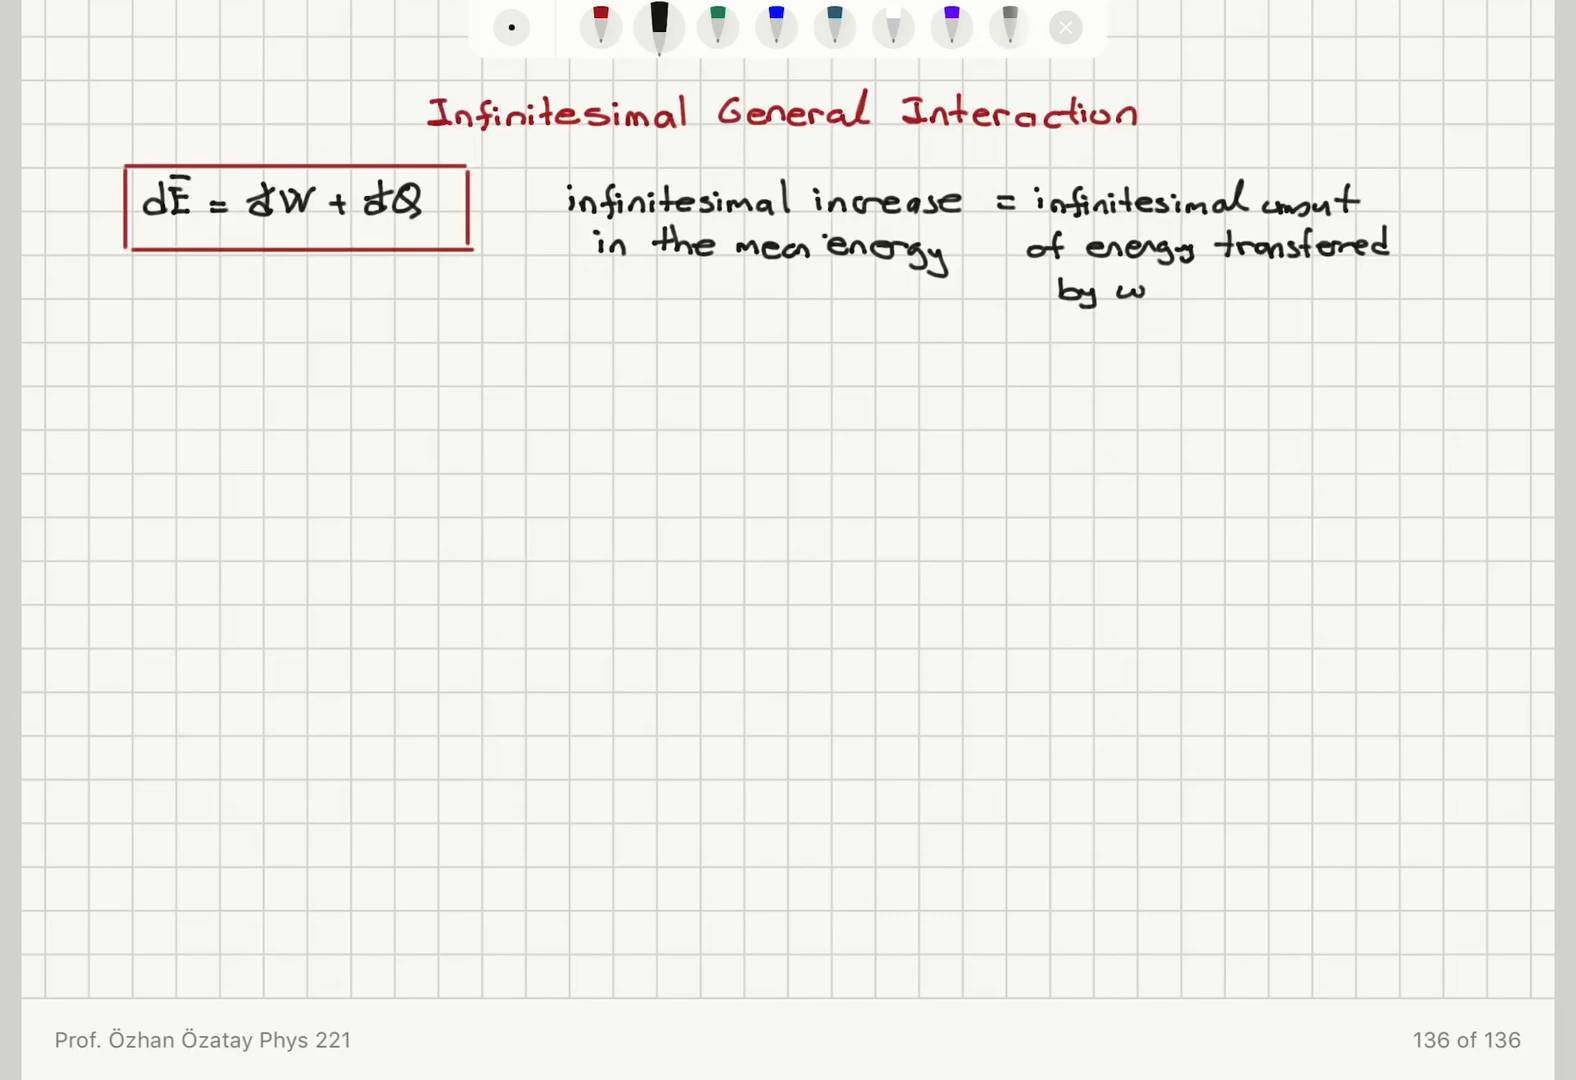 Infinitesimal General Interaction
dĒ = đW + đQ
infinitesimal increase = infinitesimal amount
in the mean energy of energy transferred
by w
Prof. Özhan Özatay Phys 221
136 of 136